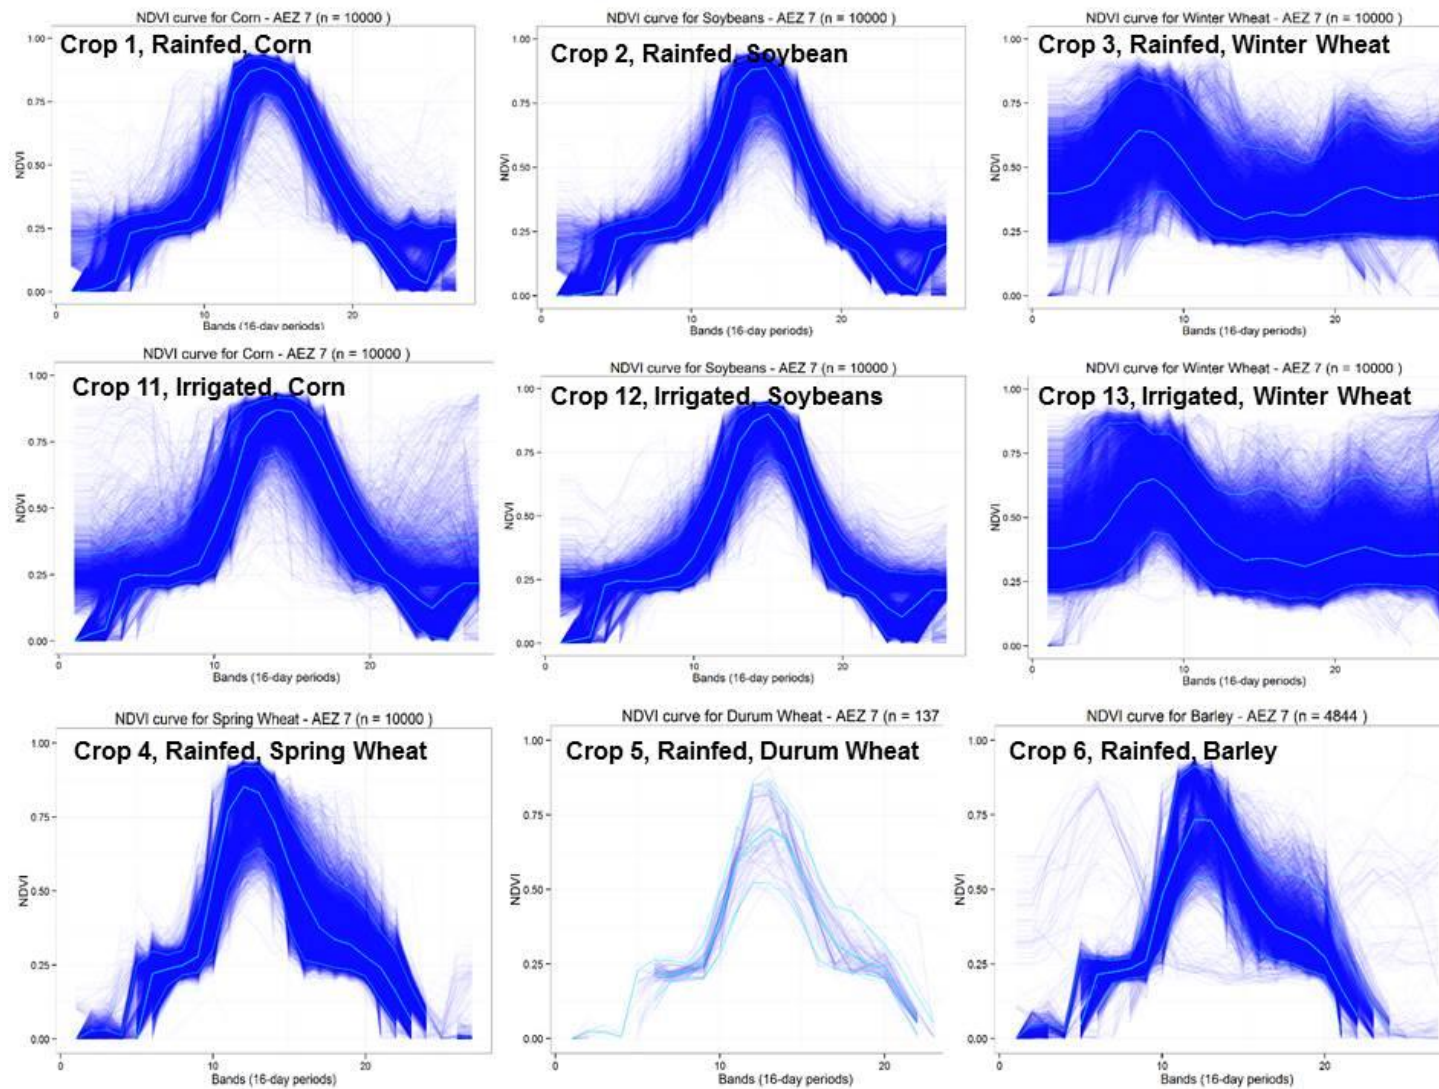 NDVI curve for Corn - AEZ 7 (n = 10000 )
Crop 1, Rainfed, Corn
1.00
0.75
0.50
0.25
0.00
NDVI
0 10 20
Bands (16-day periods)
NDVI curve for Soybeans - AEZ 7 (n = 10000 )
Crop 2, Rainfed, Soybean
1.00
0.75
0.50
0.25
0.00
NDVI
0 10 20
Bands (16-day periods)
NDVI curve for Winter Wheat - AEZ 7 (n = 10000 )
Crop 3, Rainfed, Winter Wheat
1.00
0.75
0.50
0.25
0.00
NDVI
0 10 20
Bands (16-day periods)
NDVI curve for Corn - AEZ 7 (n = 10000 )
Crop 11, Irrigated, Corn
1.00
0.75
0.50
0.25
0.00
NDVI
0 10 20
Bands (16-day periods)
NDVI curve for Soybeans - AEZ 7 (n = 10000 )
Crop 12, Irrigated, Soybeans
1.00
0.75
0.50
0.25
0.00
NDVI
0 10 20
Bands (16-day periods)
NDVI curve for Winter Wheat - AEZ 7 (n = 10000 )
Crop 13, Irrigated, Winter Wheat
1.00
0.75
0.50
0.25
0.00
NDVI
0 10 20
Bands (16-day periods)
NDVI curve for Spring Wheat - AEZ 7 (n = 10000 )
Crop 4, Rainfed, Spring Wheat
1.00
0.75
0.50
0.25
0.00
NDVI
0 10 20
Bands (16-day periods)
NDVI curve for Durum Wheat - AEZ 7 (n = 137
Crop 5, Rainfed, Durum Wheat
1.00
0.75
0.50
0.25
0.00
NDVI
0 10 20
Bands (16-day periods)
NDVI curve for Barley - AEZ 7 (n = 4844 )
Crop 6, Rainfed, Barley
1.00
0.75
0.50
0.25
0.00
NDVI
0 10 20
Bands (16-day periods)